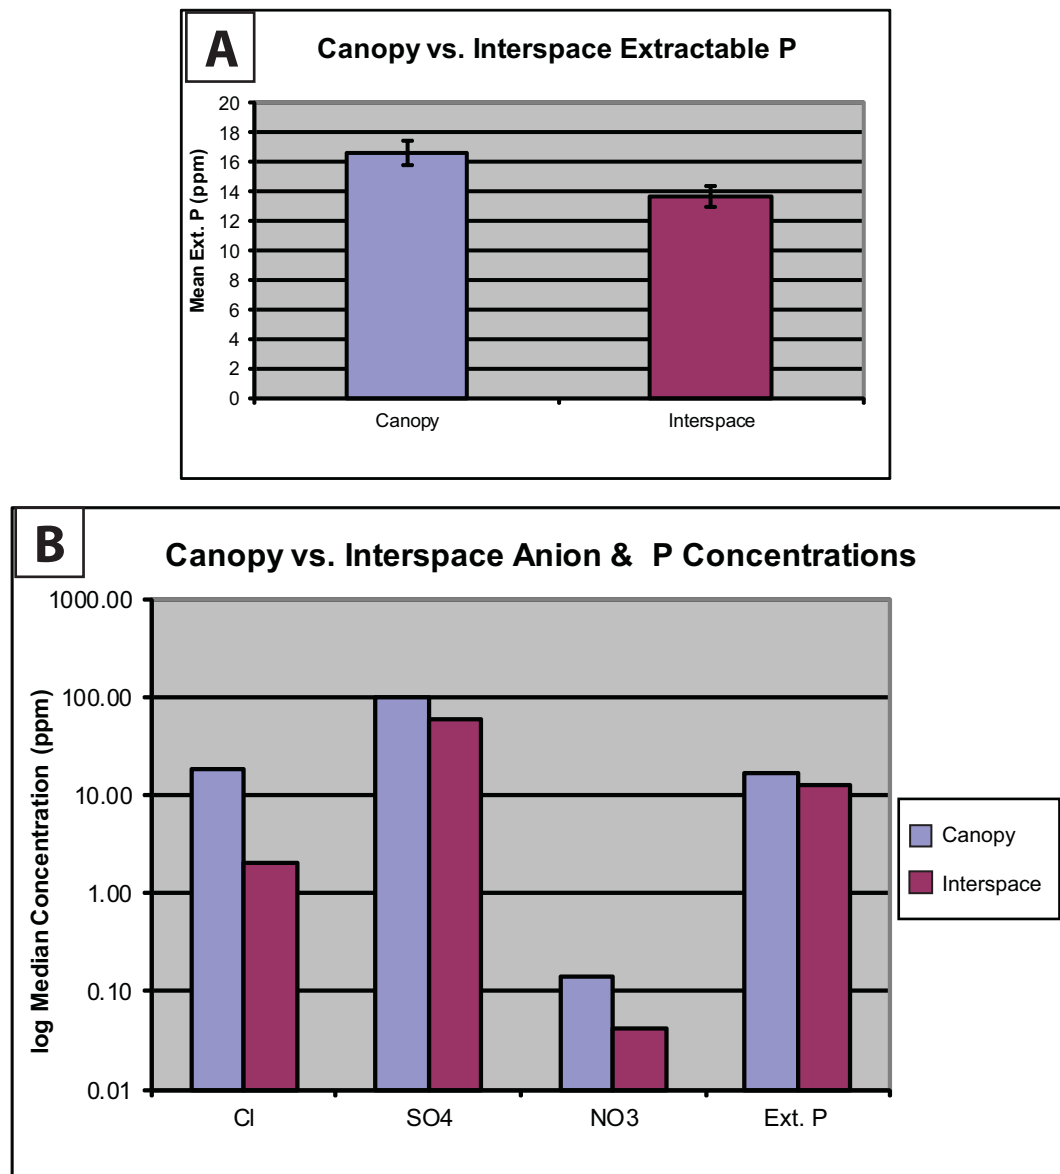 A
Canopy vs. Interspace Extractable P
Mean Ext. P (ppm)
20
18
16
14
12
10
8
6
4
2
0
Canopy
Interspace
B
Canopy vs. Interspace Anion & P Concentrations
log Median Concentration (ppm)
1000.00
100.00
10.00
1.00
0.10
0.01
Cl
SO4
NO3
Ext. P
Canopy
Interspace